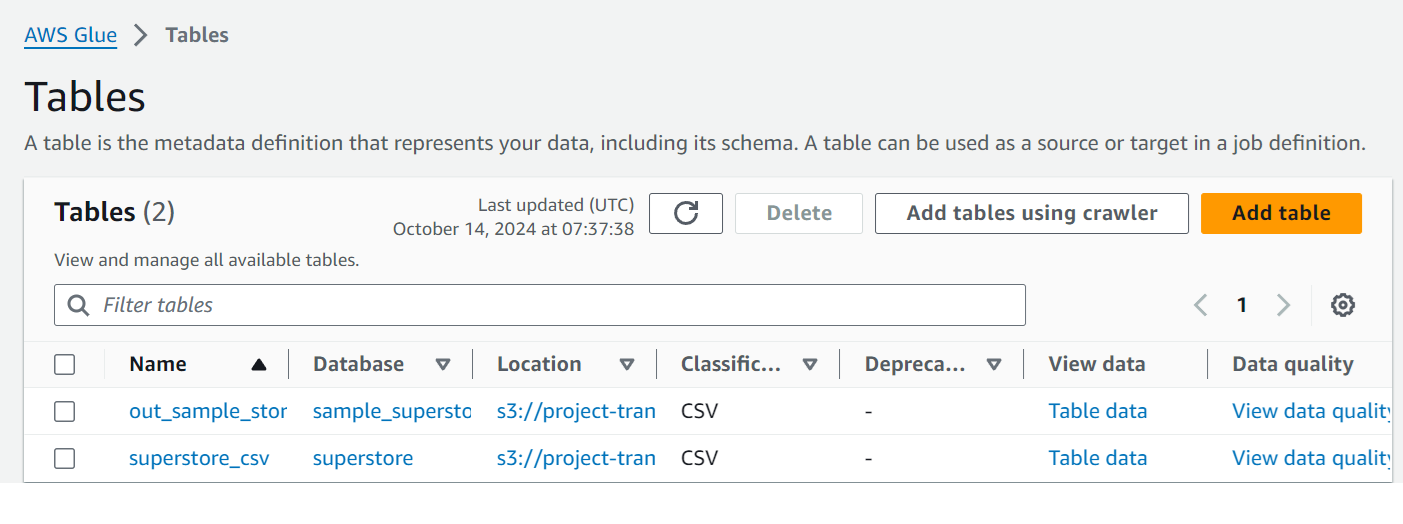 AWS Glue > Tables
Tables
A table is the metadata definition that represents your data, including its schema. A table can be used as a source or target in a job definition.
Tables (2)
Last updated (UTC)
October 14, 2024 at 07:37:38
Delete
Add tables using crawler
Add table
View and manage all available tables.
Filter tables
1
Name Database Location Classific... Depreca... View data Data quality
out_sample_stor sample_supersto s3://project-tran CSV - Table data View data quality
superstore_csv superstore s3://project-tran CSV - Table data View data quality